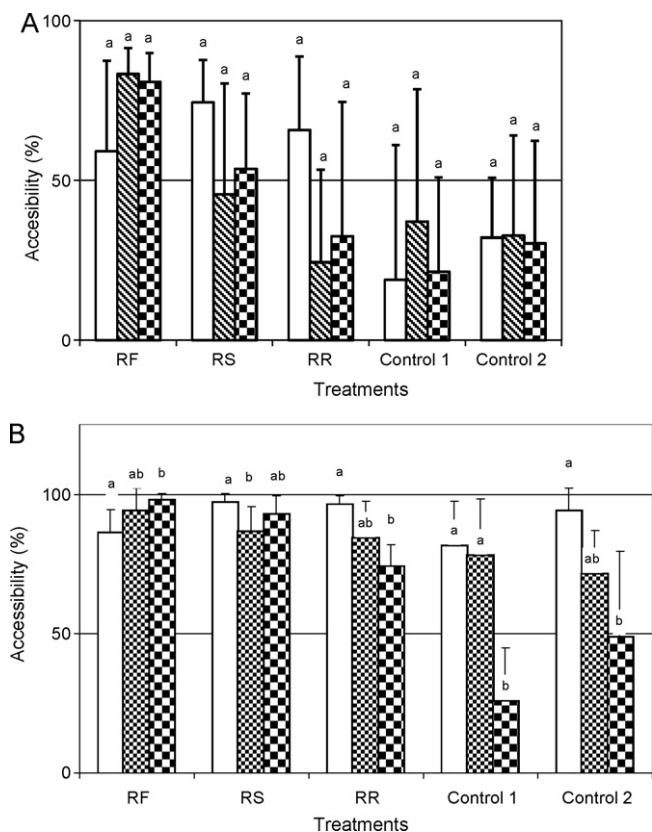 A
100
a a a
a a a
a a a
a a a
a a a
50
0
Accesibility (%)
RF RS RR Control 1 Control 2
Treatments
B
a ab b
a b ab
a ab b
a a b
a ab b
100
50
0
Accessibility (%)
RF RS RR Control 1 Control 2
Treatments